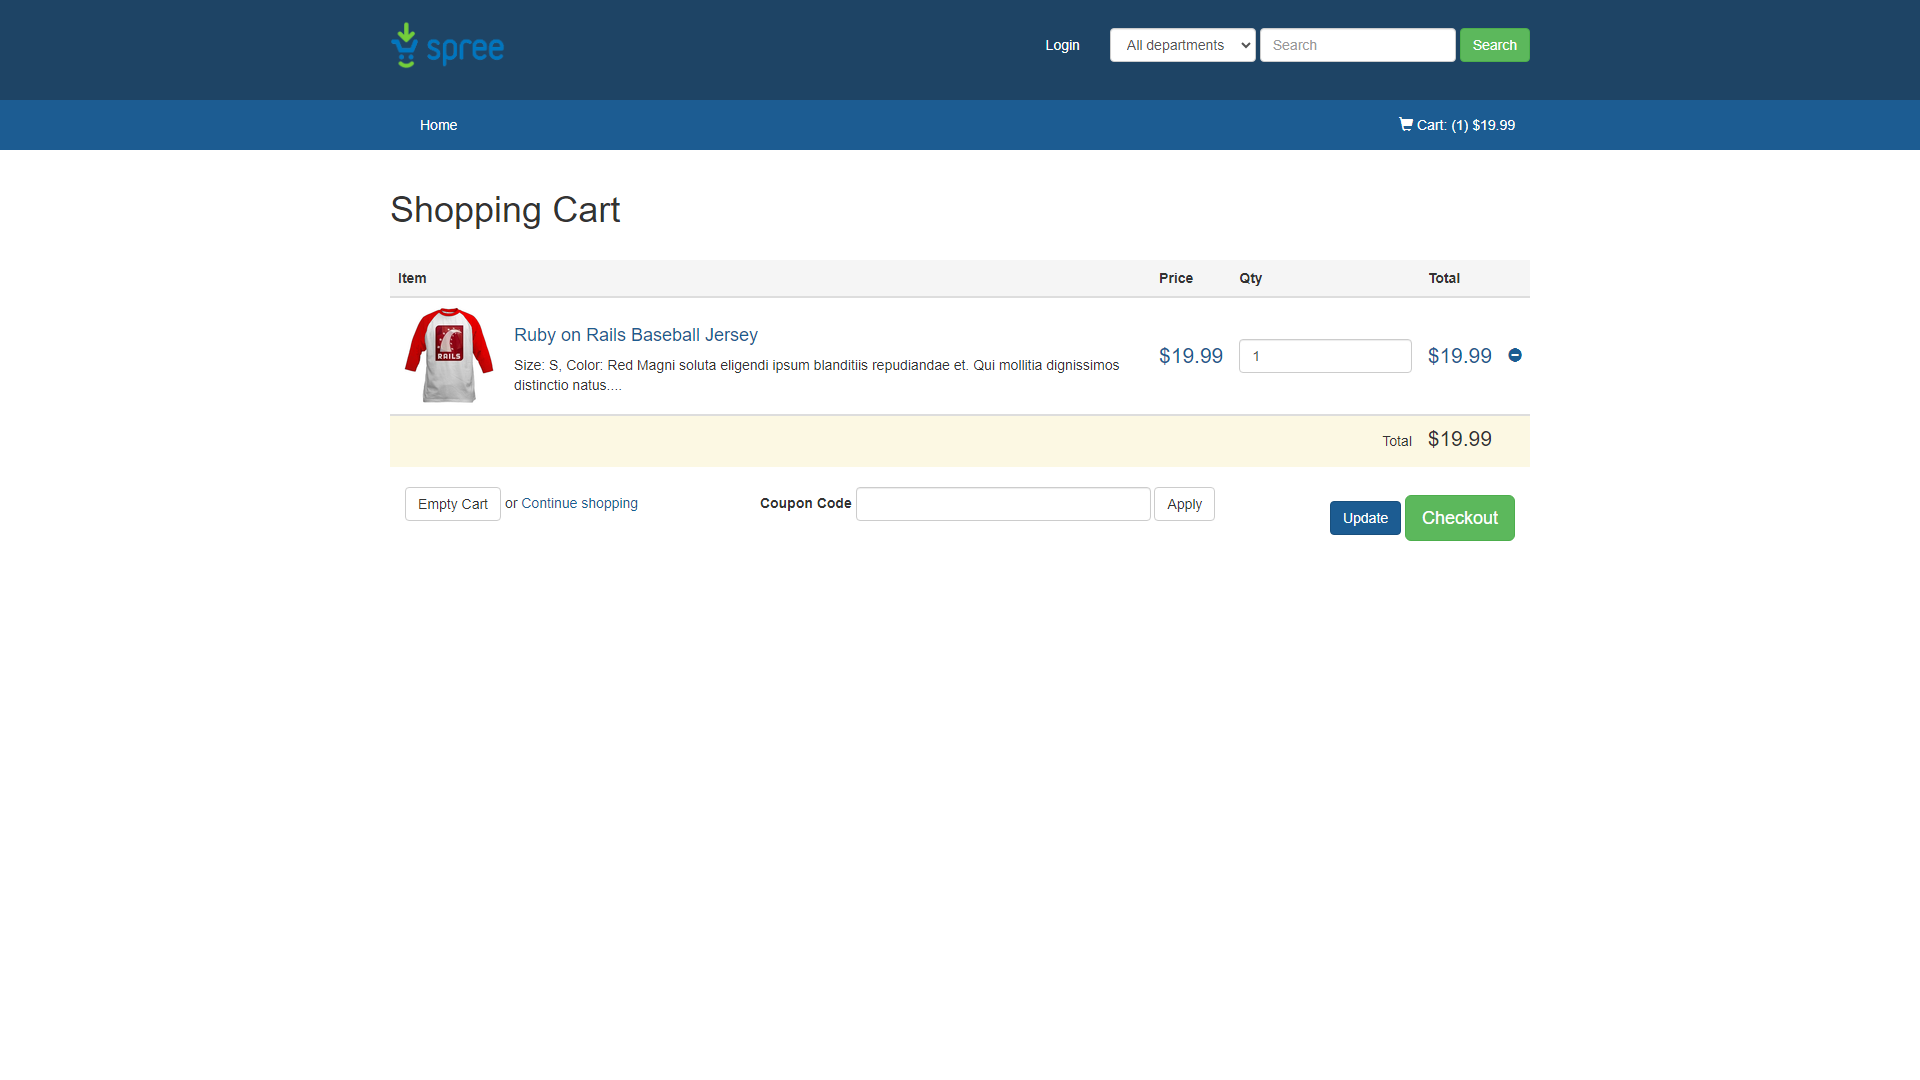 spree
Login
All departments
Search
Search
Home
Cart: (1) $19.99
Shopping Cart
Item Price Qty Total
RAILS
Ruby on Rails Baseball Jersey
Size: S, Color: Red Magni soluta eligendi ipsum blanditiis repudiandae et. Qui mollitia dignissimos
distinctio natus....
$19.99 1 $19.99
Total $19.99
Empty Cart or Continue shopping
Coupon Code Apply
Update Checkout